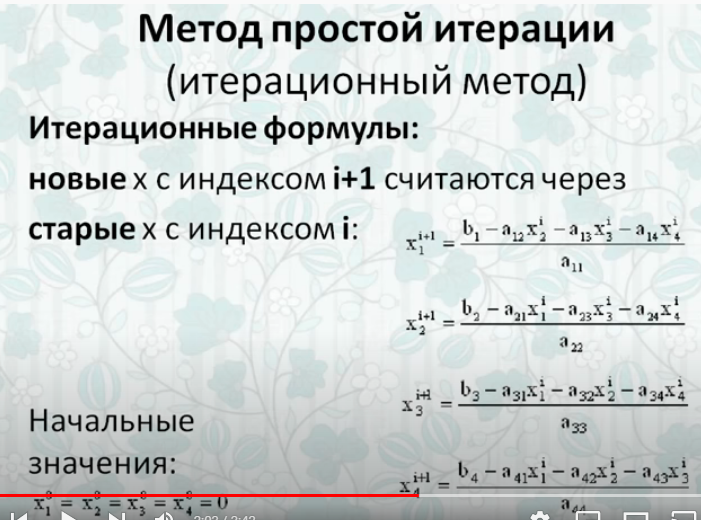 Метод простой итерации
(итерационный метод)
Итерационные формулы:
новые x с индексом i+1 считаются через
старые x с индексом i:
x₁ⁱ⁺¹ = (b₁ − a₁₂x₂ⁱ − a₁₃x₃ⁱ − a₁₄x₄ⁱ) / a₁₁
x₂ⁱ⁺¹ = (b₂ − a₂₁x₁ⁱ − a₂₃x₃ⁱ − a₂₄x₄ⁱ) / a₂₂
x₃ⁱ⁺¹ = (b₃ − a₃₁x₁ⁱ − a₃₂x₂ⁱ − a₃₄x₄ⁱ) / a₃₃
x₄ⁱ⁺¹ = (b₄ − a₄₁x₁ⁱ − a₄₂x₂ⁱ − a₄₃x₃ⁱ) / a₄₄
Начальные
значения:
x₁⁰ = x₂⁰ = x₃⁰ = x₄⁰ = 0